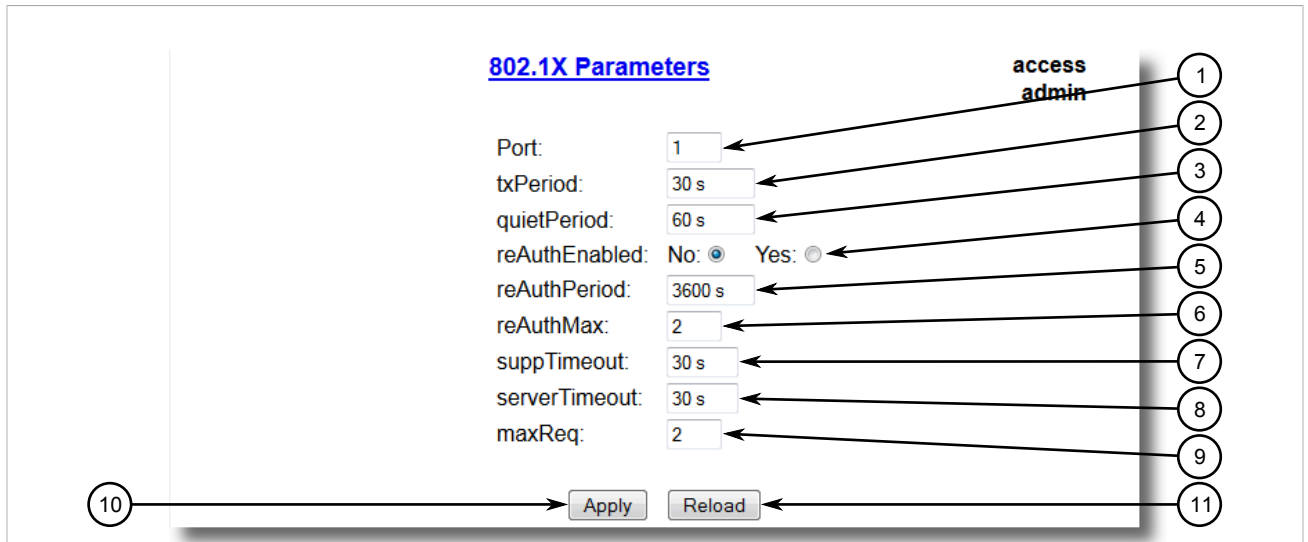 802.1X Parameters
access
admin
1
Port: 1
2
txPeriod: 30 s
3
quietPeriod: 60 s
4
reAuthEnabled: No: Yes:
5
reAuthPeriod: 3600 s
6
reAuthMax: 2
7
suppTimeout: 30 s
8
serverTimeout: 30 s
9
maxReq: 2
10
Apply Reload
11